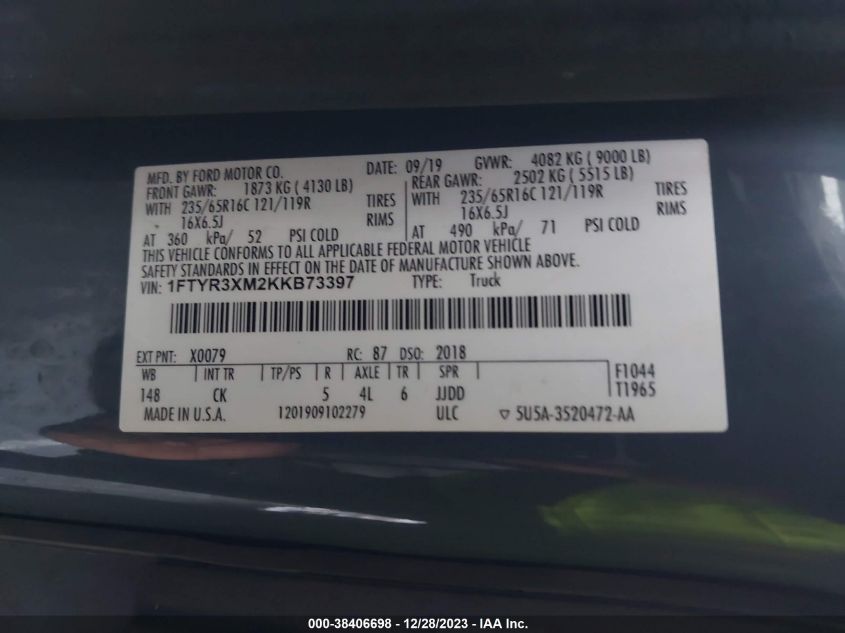 MFD. BY FORD MOTOR CO. DATE: 09/19 GVWR: 4082 KG ( 9000 LB)
FRONT GAWR: 1873 KG ( 4130 LB) REAR GAWR: 2502 KG ( 5515 LB)
WITH 235/65R16C 121/119R TIRES WITH 235/65R16C 121/119R TIRES
16X6.5J RIMS 16X6.5J RIMS
AT 360 kPa/ 52 PSI COLD AT 490 kPa/ 71 PSI COLD
THIS VEHICLE CONFORMS TO ALL APPLICABLE FEDERAL MOTOR VEHICLE
SAFETY STANDARDS IN EFFECT ON THE DATE OF MANUFACTURE SHOWN ABOVE.
VIN: 1FTYR3XM2KKB73397 TYPE: Truck
EXT PNT: X0079 RC: 87 DSO: 2018
WB INT TR TP/PS R AXLE TR SPR F1044
148 CK 5 4L 6 JJDD T1965
MADE IN U.S.A. 1201909102279 ULC ▽ 5U5A-3520472-AA
000-38406698 - 12/28/2023 - IAA Inc.